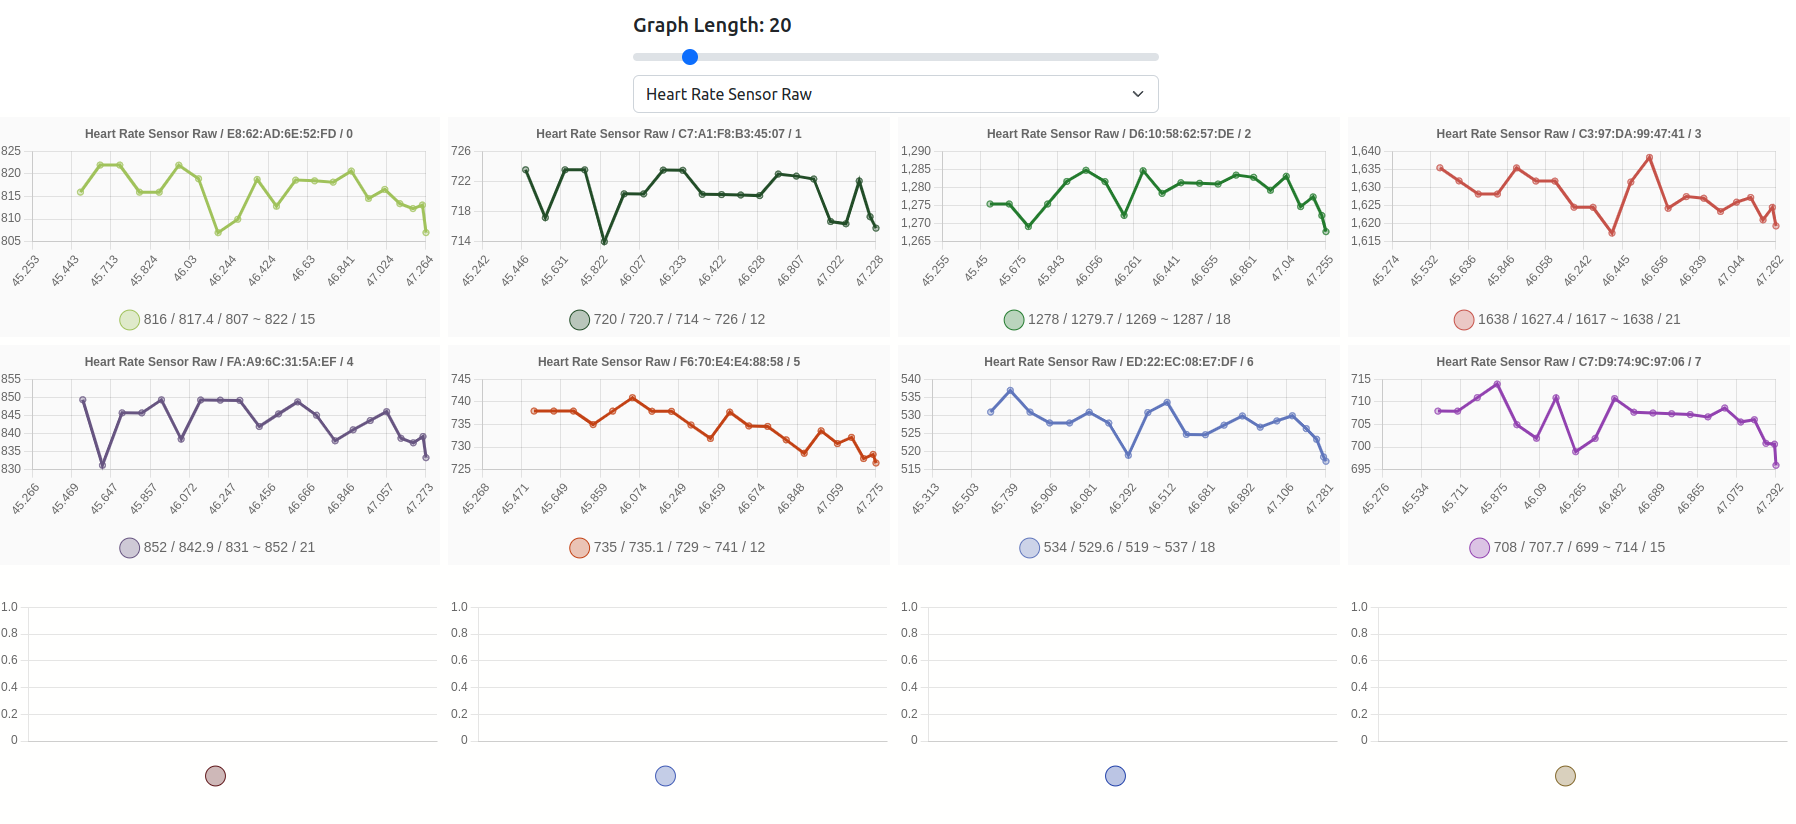 Graph Length: 20
Heart Rate Sensor Raw
Heart Rate Sensor Raw / E8:62:AD:6E:52:FD / 0
825
820
815
810
805
45.253 45.443 45.713 45.824 46.03 46.244 46.424 46.63 46.841 47.024 47.264
816 / 817.4 / 807 ~ 822 / 15
Heart Rate Sensor Raw / C7:A1:F8:B3:45:07 / 1
726
722
718
714
45.242 45.446 45.631 45.822 46.027 46.233 46.422 46.628 46.807 47.022 47.228
720 / 720.7 / 714 ~ 726 / 12
Heart Rate Sensor Raw / D6:10:58:62:57:DE / 2
1,290
1,285
1,280
1,275
1,270
1,265
45.255 45.45 45.675 45.843 46.056 46.261 46.441 46.655 46.861 47.04 47.255
1278 / 1279.7 / 1269 ~ 1287 / 18
Heart Rate Sensor Raw / C3:97:DA:99:47:41 / 3
1,640
1,635
1,630
1,625
1,620
1,615
45.274 45.532 45.636 45.846 46.058 46.242 46.445 46.656 46.839 47.044 47.262
1638 / 1627.4 / 1617 ~ 1638 / 21
Heart Rate Sensor Raw / FA:A9:6C:31:5A:EF / 4
855
850
845
840
835
830
45.266 45.469 45.647 45.857 46.072 46.247 46.456 46.666 46.846 47.057 47.273
852 / 842.9 / 831 ~ 852 / 21
Heart Rate Sensor Raw / F6:70:E4:E4:88:58 / 5
745
740
735
730
725
45.268 45.471 45.649 45.859 46.074 46.249 46.459 46.674 46.848 47.059 47.275
735 / 735.1 / 729 ~ 741 / 12
Heart Rate Sensor Raw / ED:22:EC:08:E7:DF / 6
540
535
530
525
520
515
45.313 45.503 45.739 45.906 46.081 46.292 46.512 46.681 46.892 47.106 47.281
534 / 529.6 / 519 ~ 537 / 18
Heart Rate Sensor Raw / C7:D9:74:9C:97:06 / 7
715
710
705
700
695
45.276 45.534 45.711 45.875 46.09 46.265 46.482 46.689 46.865 47.075 47.292
708 / 707.7 / 699 ~ 714 / 15
1.0
0.8
0.6
0.4
0.2
0
1.0
0.8
0.6
0.4
0.2
0
1.0
0.8
0.6
0.4
0.2
0
1.0
0.8
0.6
0.4
0.2
0